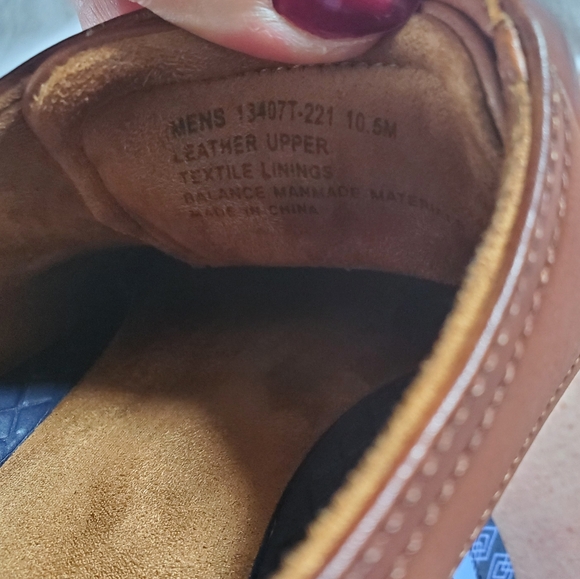 MENS 13407T-221 10.5M
LEATHER UPPER
TEXTILE LININGS
BALANCE MANMADE MATERIALS
MADE IN CHINA